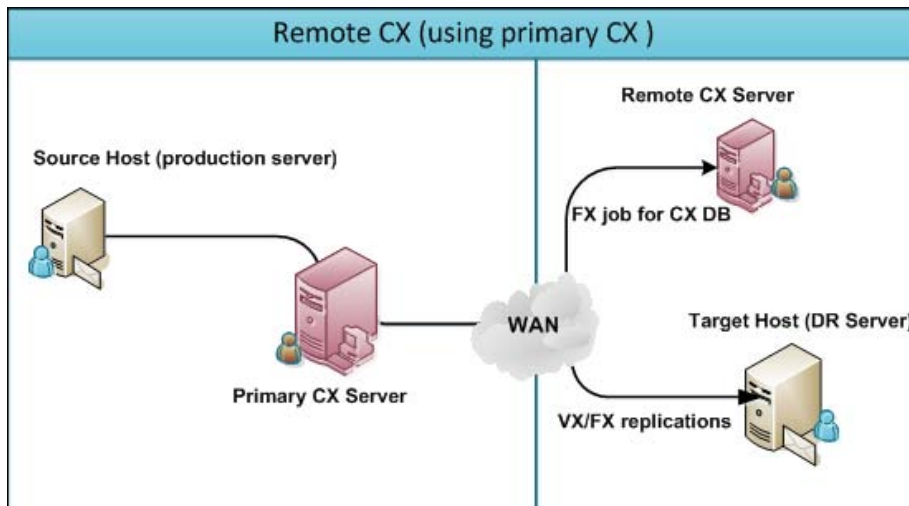 Remote CX (using primary CX )
Source Host (production server)
Primary CX Server
WAN
Remote CX Server
FX job for CX DB
Target Host (DR Server)
VX/FX replications